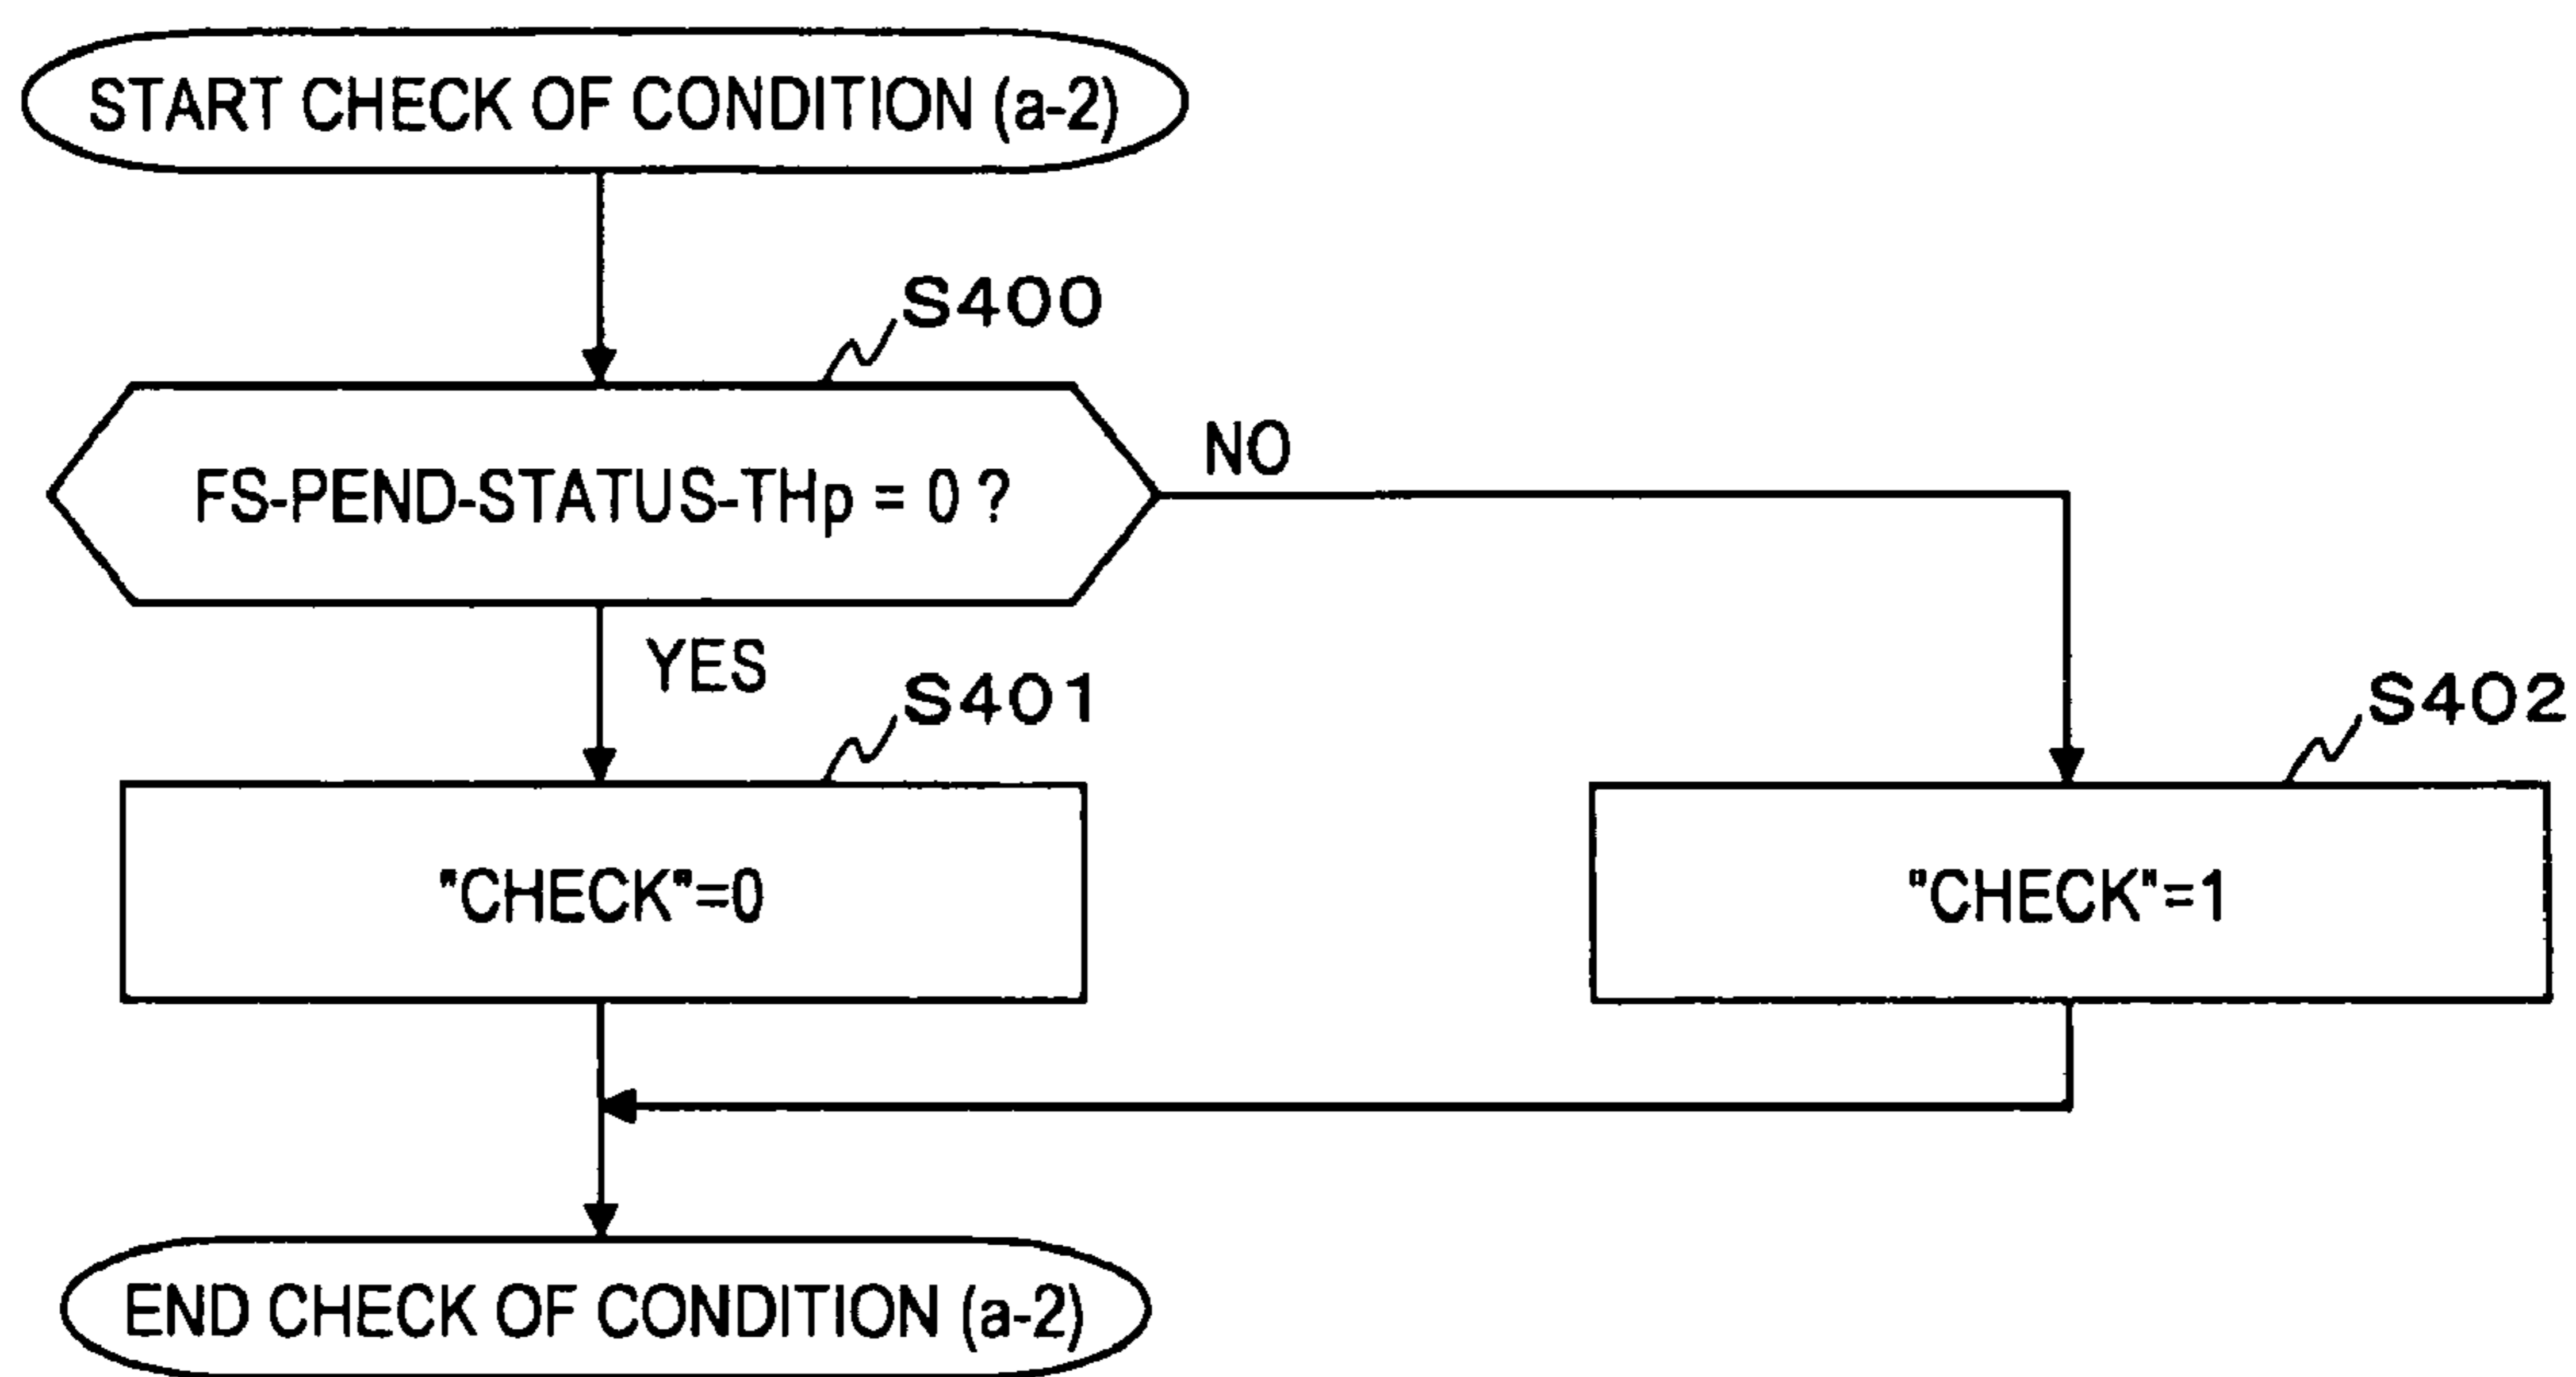 START CHECK OF CONDITION (a-2)
S400
FS-PEND-STATUS-THp = 0 ?
NO
YES
S401
S402
"CHECK"=0
"CHECK"=1
END CHECK OF CONDITION (a-2)